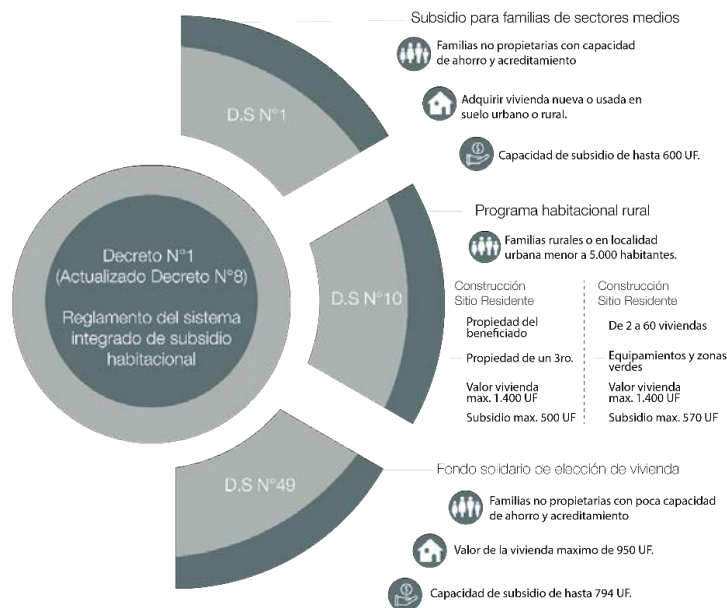 Subsidio para familias de sectores medios
Familias no propietarias con capacidad
de ahorro y acreditamiento
D.S N°1
Adquirir vivienda nueva o usada en
suelo urbano o rural.
Capacidad de subsidio de hasta 600 UF.
Decreto N°1
(Actualizado Decreto N°8)
Reglamento del sistema
integrado de subsidio
habitacional
Programa habitacional rural
Familias rurales o en localidad
urbana menor a 5.000 habitantes.
D.S N°10
Construcción
Sitio Residente
Propiedad del
beneficiado
Propiedad de un 3ro.
Valor vivienda
max. 1.400 UF
Subsidio max. 500 UF
Construcción
Sitio Residente
De 2 a 60 viviendas
Equipamientos y zonas
verdes
Valor vivienda
max. 1.400 UF
Subsidio max. 570 UF
D.S N°49
Fondo solidario de elección de vivienda
Familias no propietarias con poca capacidad
de ahorro y acreditamiento
Valor de la vivienda maximo de 950 UF.
Capacidad de subsidio de hasta 794 UF.